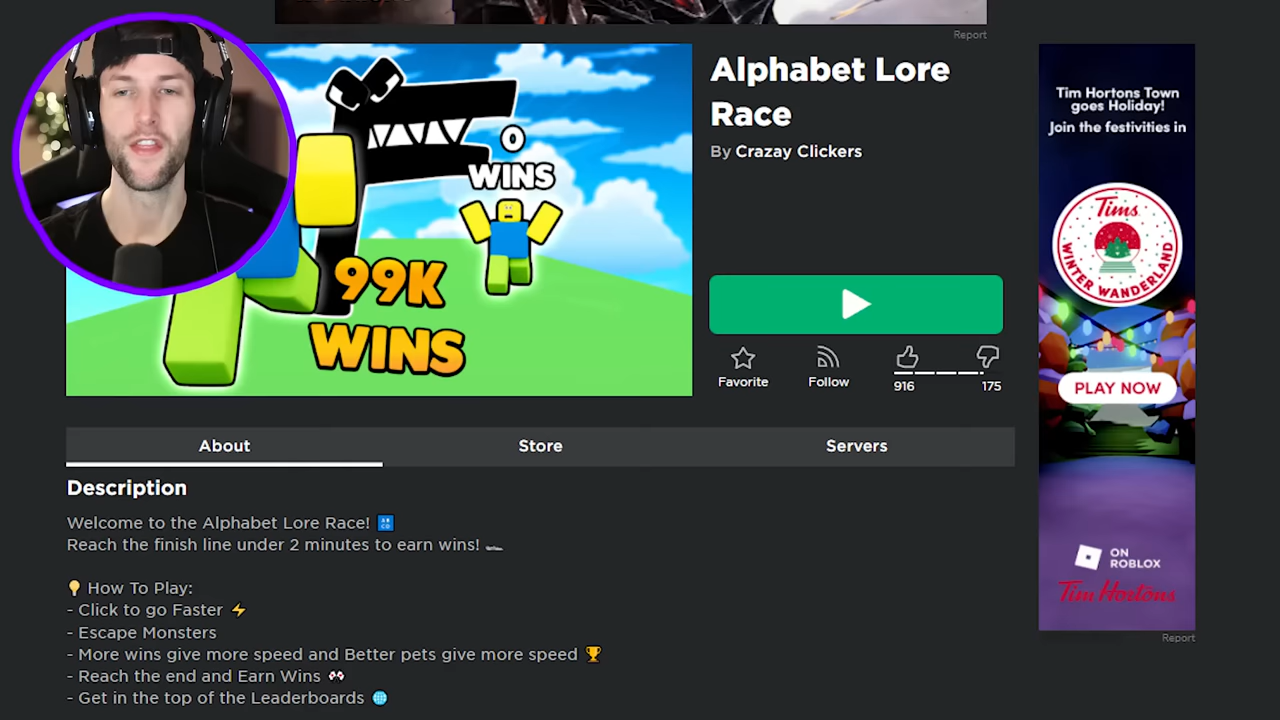 Report
Alphabet Lore
Race
By Crazay Clickers
0
WINS
99K
WINS
Favorite
Follow
916
175
Tim Hortons Town
goes Holiday!
Join the festivities in
Tims
WINTER WANDERLAND
PLAY NOW
ON
ROBLOX
Tim Hortons
Report
About
Store
Servers
Description
Welcome to the Alphabet Lore Race!
Reach the finish line under 2 minutes to earn wins!
How To Play:
- Click to go Faster
- Escape Monsters
- More wins give more speed and Better pets give more speed
- Reach the end and Earn Wins
- Get in the top of the Leaderboards